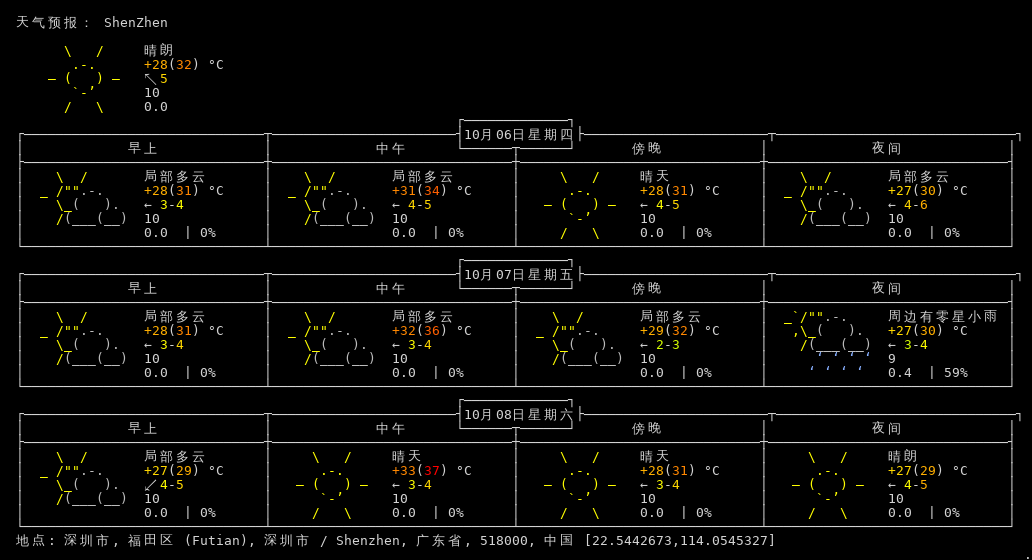 天气预报： ShenZhen
晴朗
+28(32) °C
↖ 5
10
0.0
10月06日星期四
早上 中午 傍晚 夜间
局部多云 局部多云 晴天 局部多云
+28(31) °C +31(34) °C +28(31) °C +27(30) °C
← 3-4 ← 4-5 ← 4-5 ← 4-6
10 10 10 10
0.0 | 0% 0.0 | 0% 0.0 | 0% 0.0 | 0%
10月07日星期五
早上 中午 傍晚 夜间
局部多云 局部多云 局部多云 周边有零星小雨
+28(31) °C +32(36) °C +29(32) °C +27(30) °C
← 3-4 ← 3-4 ← 2-3 ← 3-4
10 10 10 9
0.0 | 0% 0.0 | 0% 0.0 | 0% 0.4 | 59%
10月08日星期六
早上 中午 傍晚 夜间
局部多云 晴天 晴天 晴朗
+27(29) °C +33(37) °C +28(31) °C +27(29) °C
↙ 4-5 ← 3-4 ← 3-4 ← 4-5
10 10 10 10
0.0 | 0% 0.0 | 0% 0.0 | 0% 0.0 | 0%
地点: 深圳市, 福田区 (Futian), 深圳市 / Shenzhen, 广东省, 518000, 中国 [22.5442673,114.0545327]